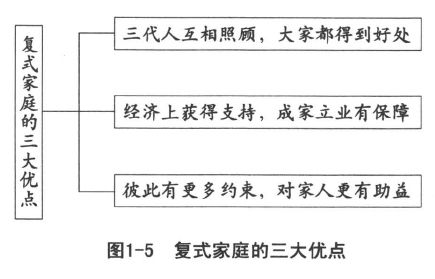 复式家庭的三大优点
三代人互相照顾，大家都得到好处
经济上获得支持，成家立业有保障
彼此有更多约束，对家人更有助益
图1-5 复式家庭的三大优点